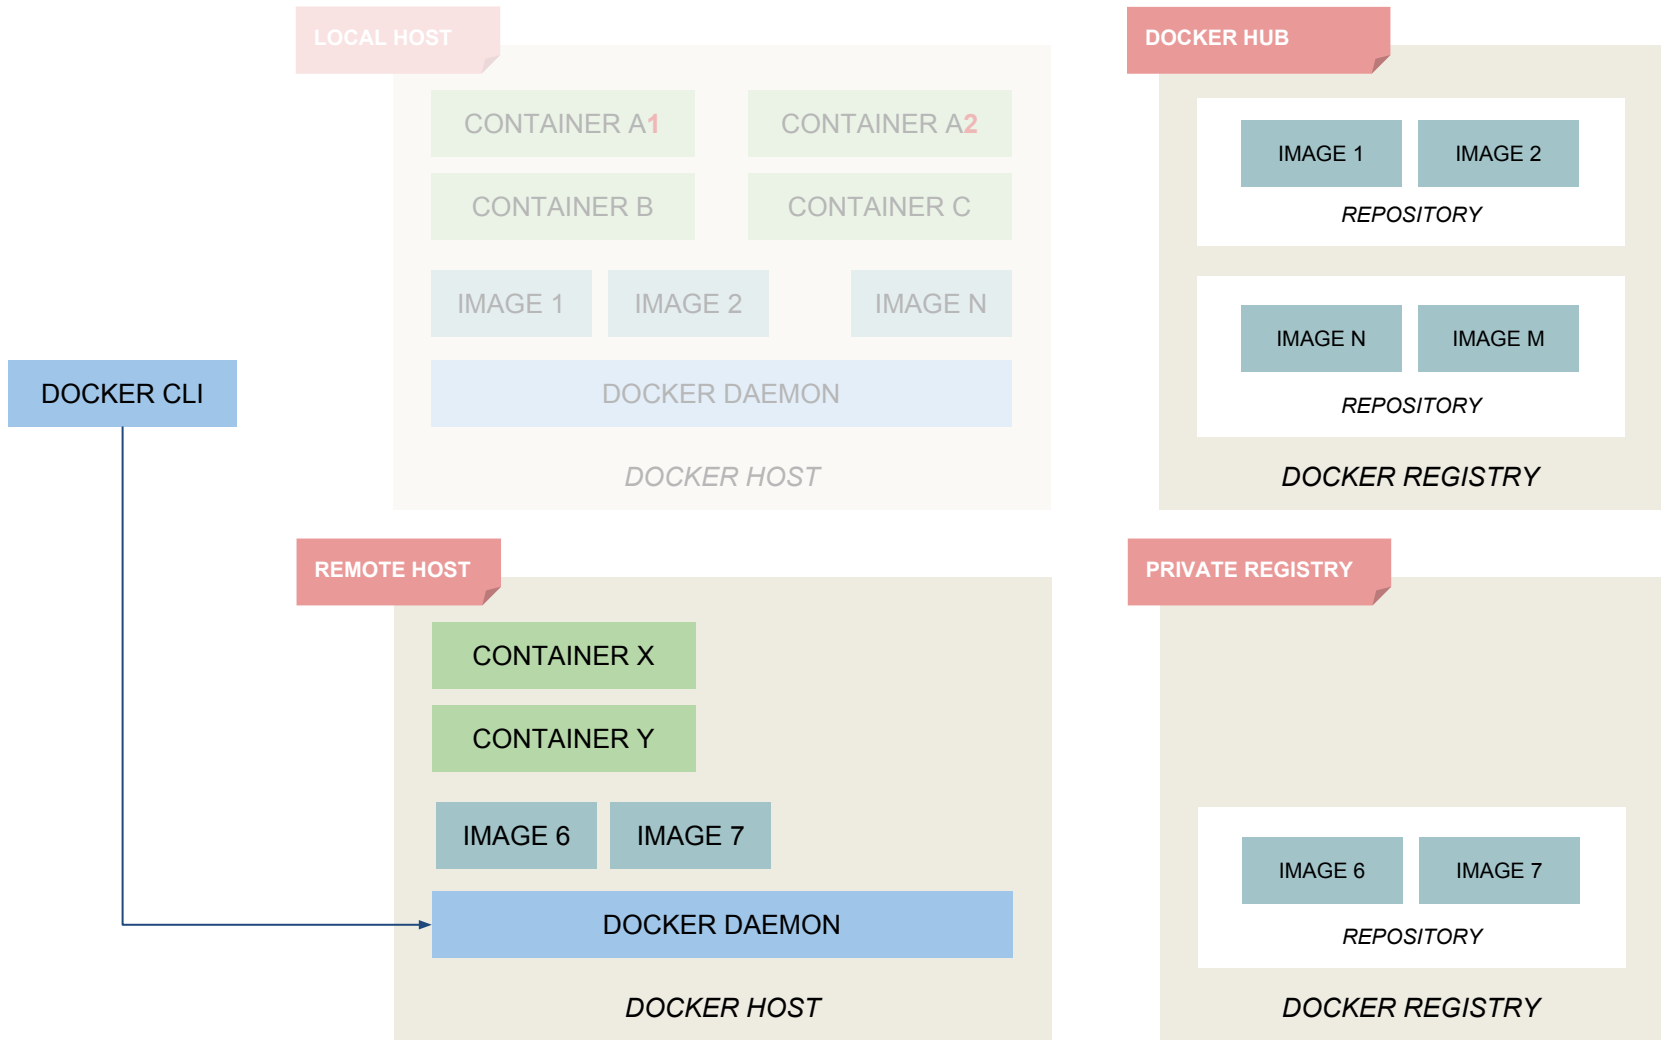 LOCAL HOST
CONTAINER A1
CONTAINER A2
CONTAINER B
CONTAINER C
IMAGE 1
IMAGE 2
IMAGE N
DOCKER DAEMON
DOCKER HOST
DOCKER HUB
IMAGE 1
IMAGE 2
REPOSITORY
IMAGE N
IMAGE M
REPOSITORY
DOCKER REGISTRY
DOCKER CLI
REMOTE HOST
CONTAINER X
CONTAINER Y
IMAGE 6
IMAGE 7
DOCKER DAEMON
DOCKER HOST
PRIVATE REGISTRY
IMAGE 6
IMAGE 7
REPOSITORY
DOCKER REGISTRY